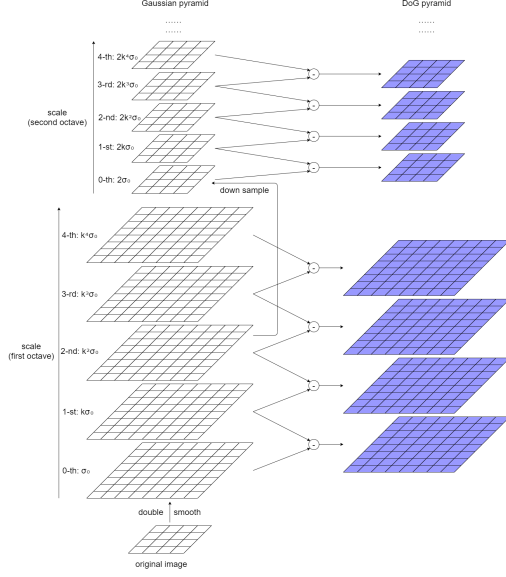 Gaussian pyramid
DoG pyramid
......
......
......
......
4-th: 2k⁴σ₀
3-rd: 2k³σ₀
2-nd: 2k²σ₀
1-st: 2kσ₀
0-th: 2σ₀
scale
(second octave)
-
-
-
-
down sample
4-th: k⁴σ₀
3-rd: k³σ₀
2-nd: k²σ₀
1-st: kσ₀
0-th: σ₀
scale
(first octave)
-
-
-
-
double smooth
original image